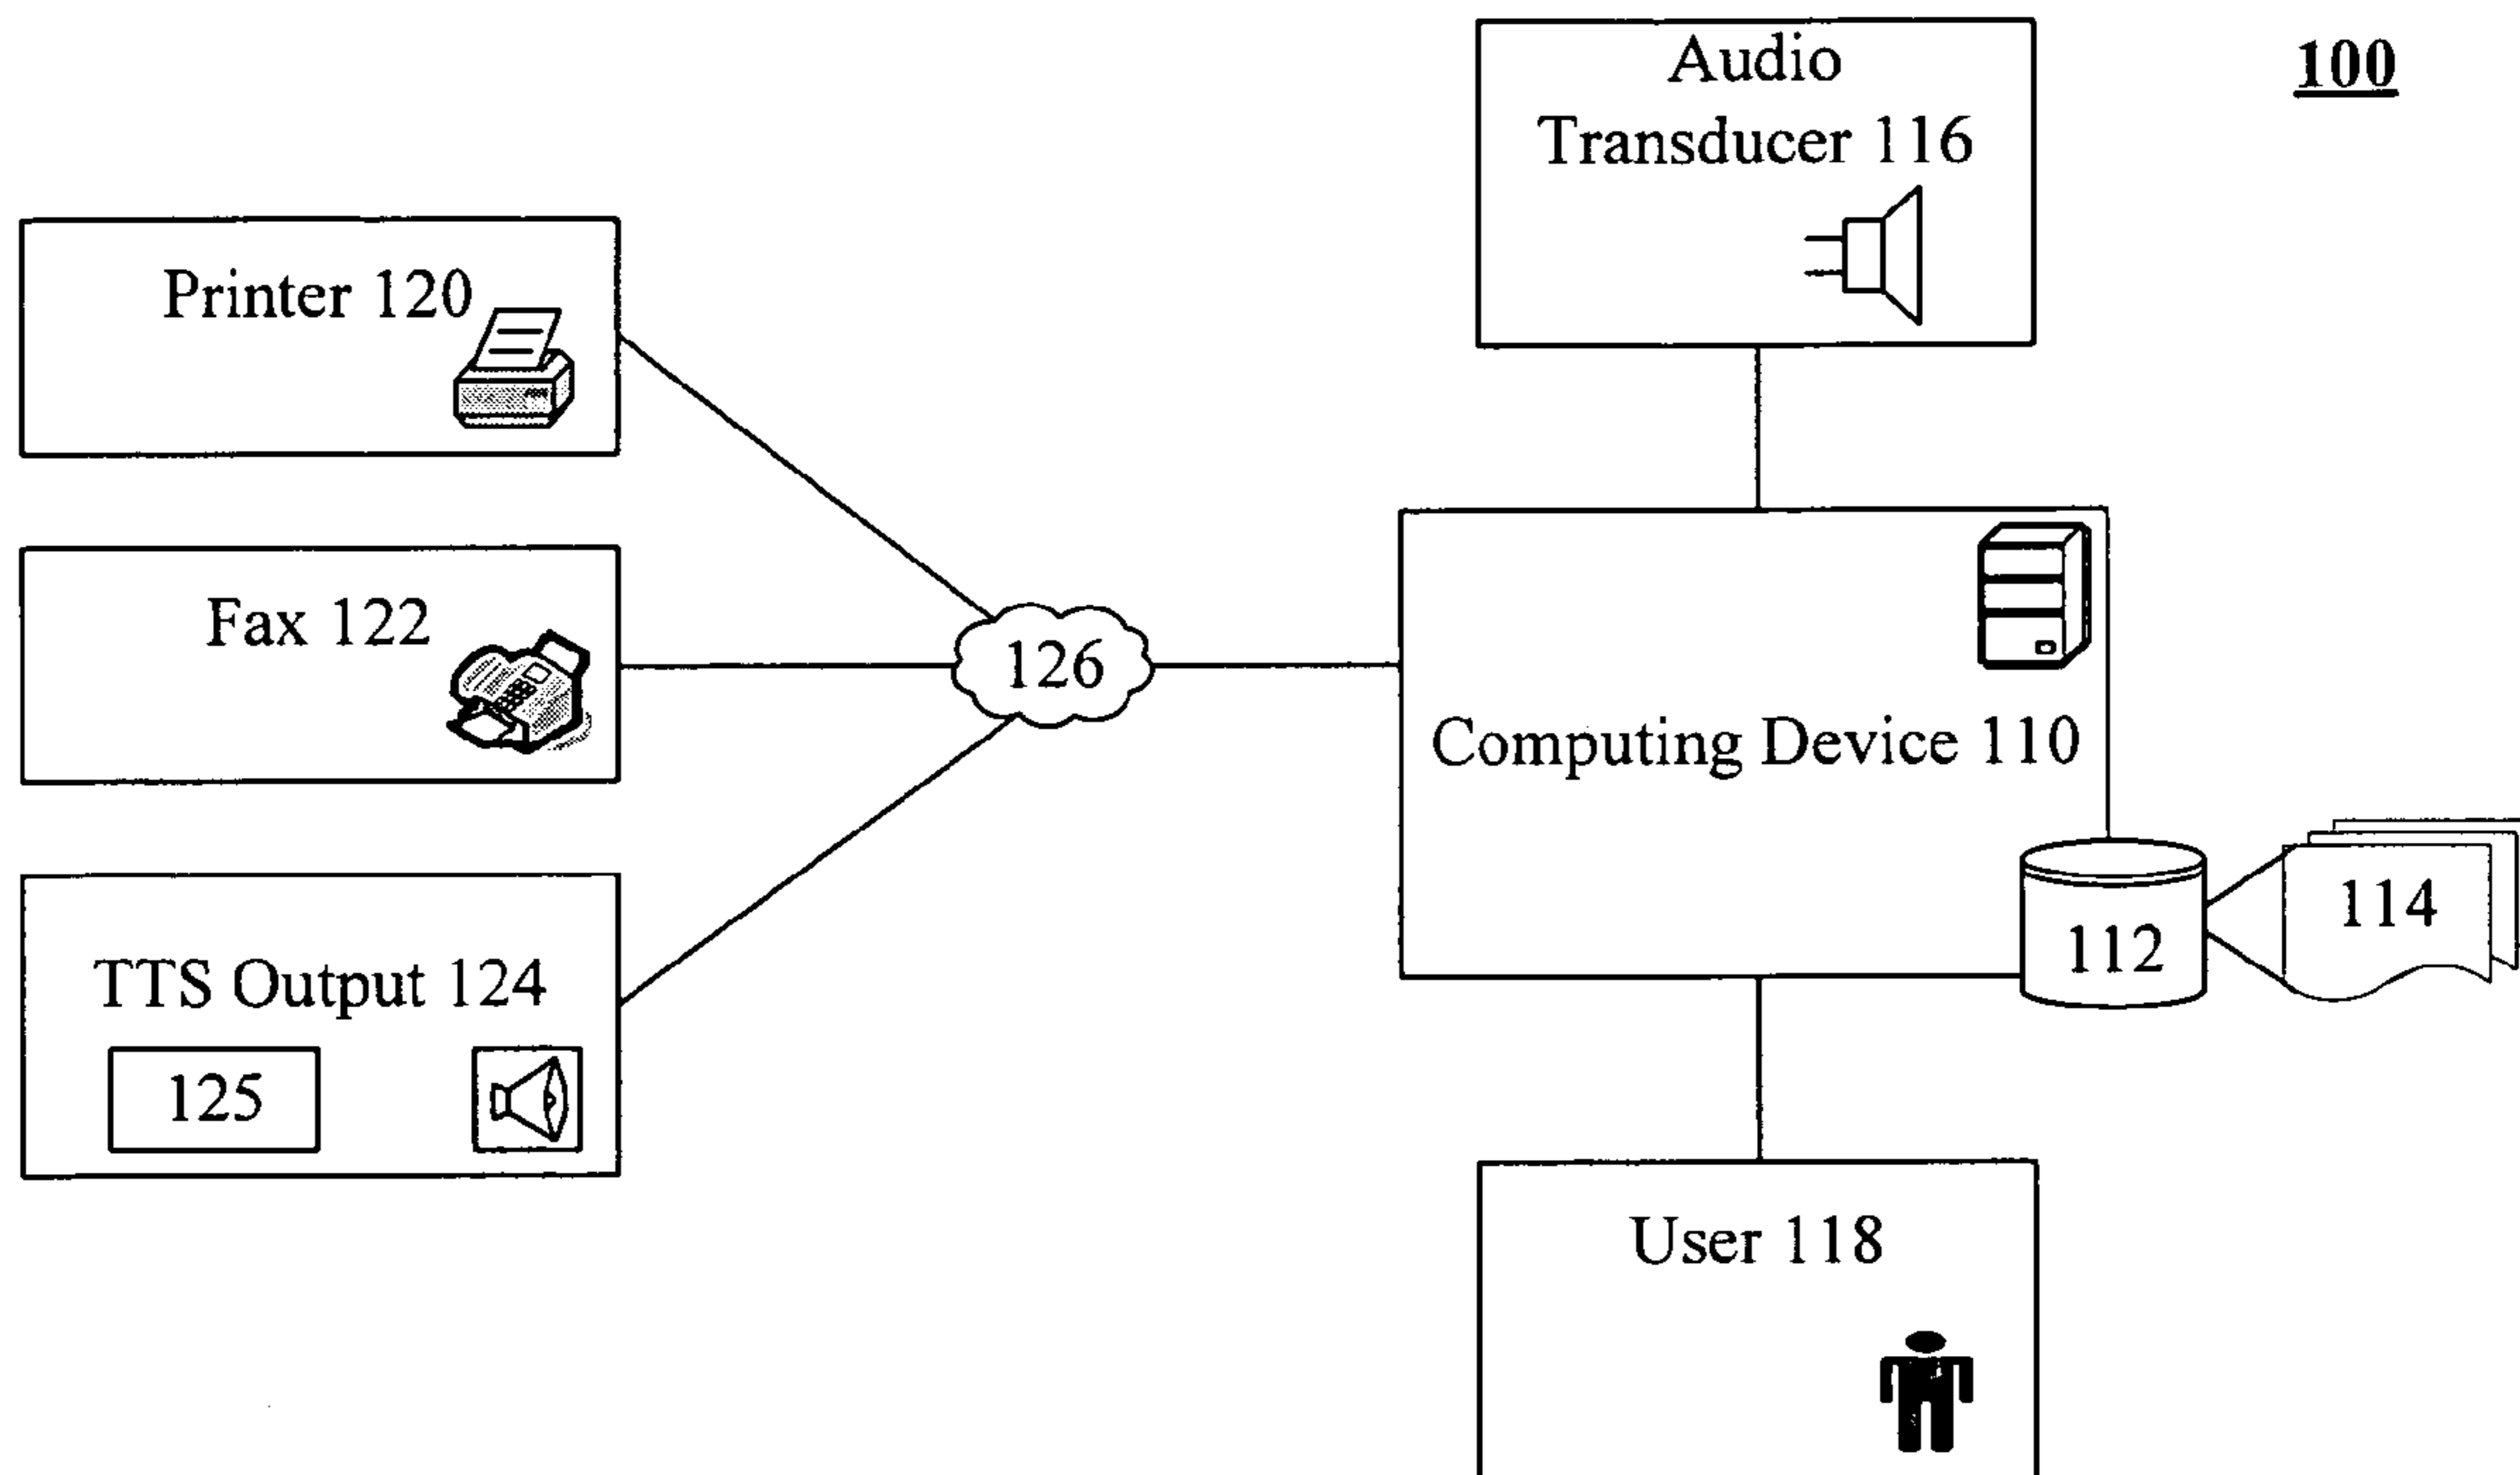 Audio
Transducer 116
100
Printer 120
Fax 122
126
Computing Device 110
114
112
TTS Output 124
125
User 118